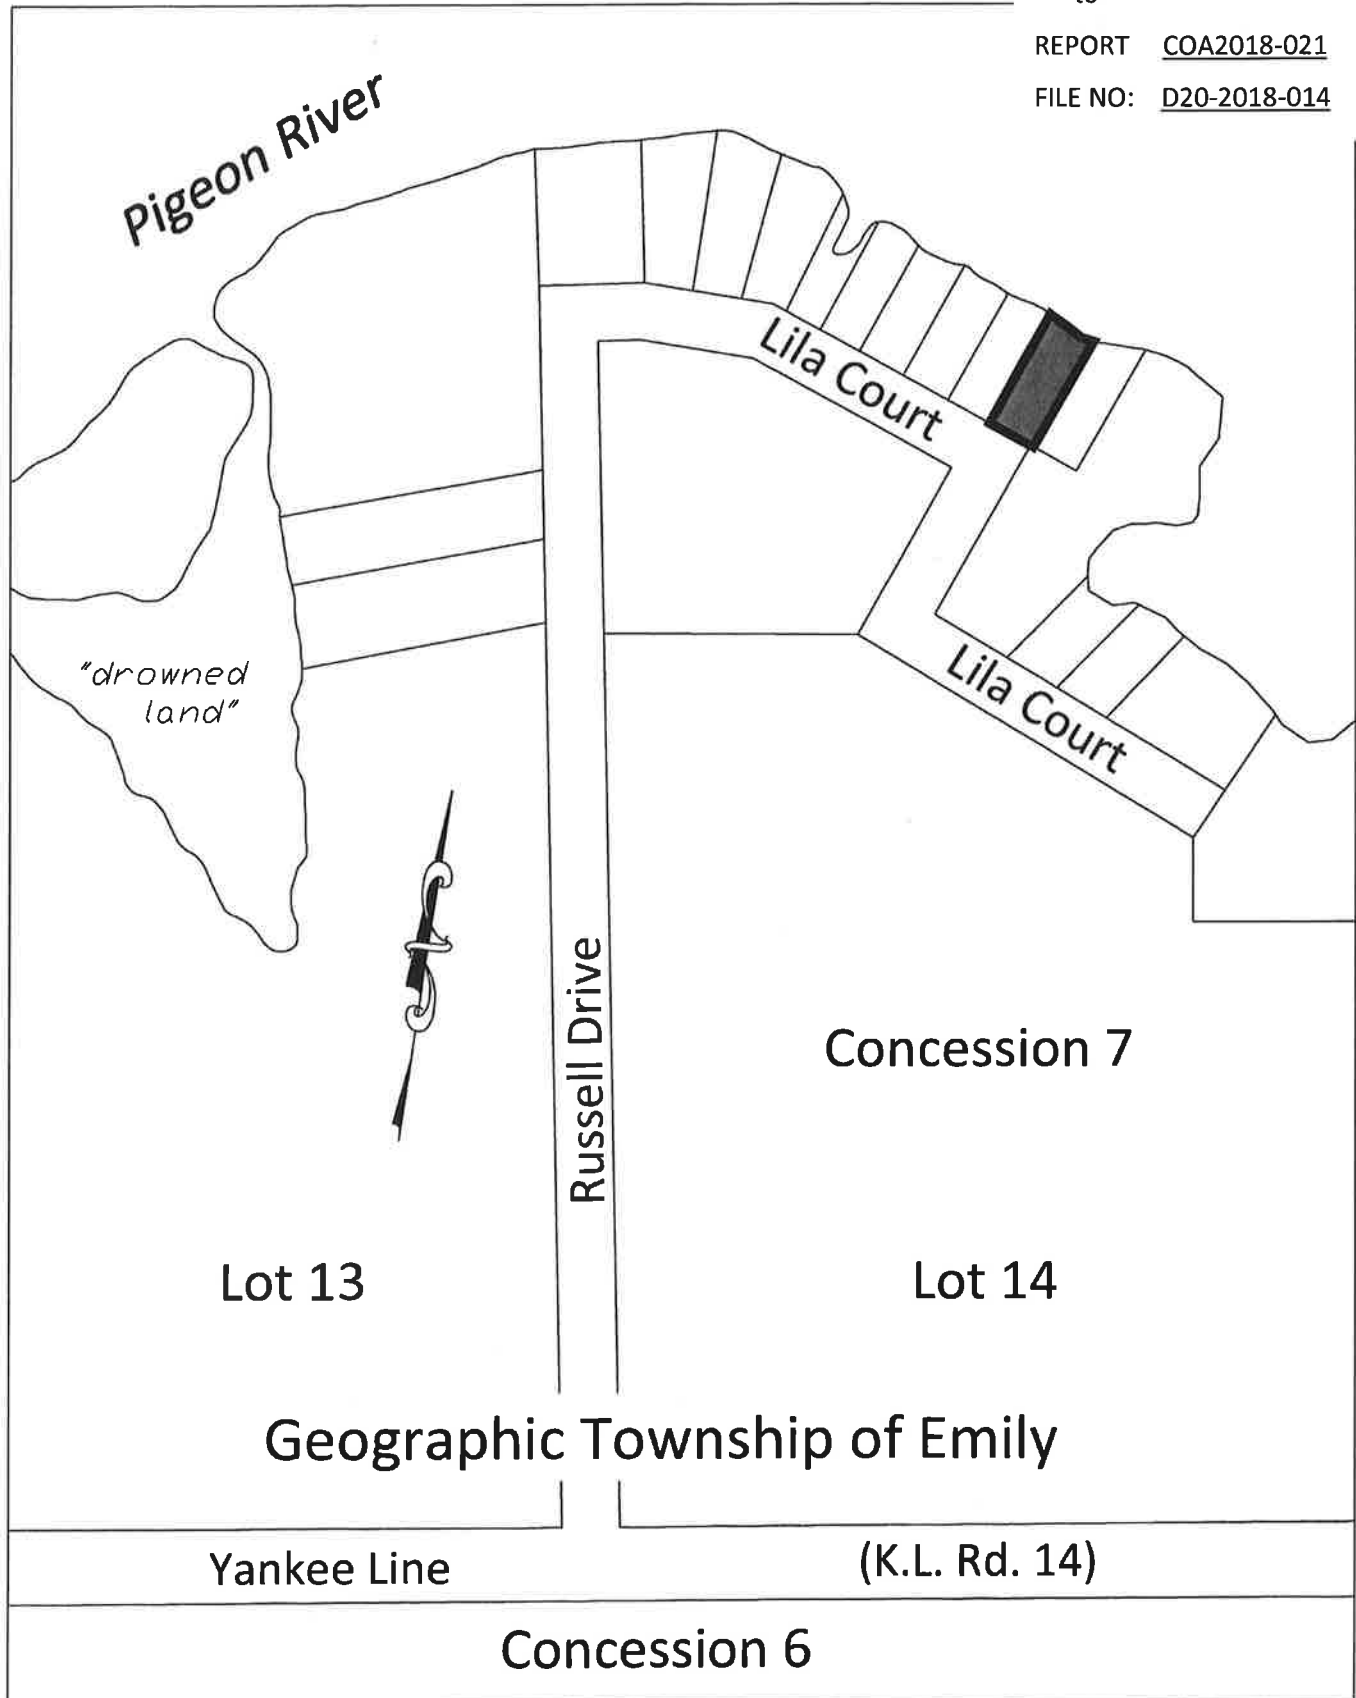 to
REPORT COA2018-021
FILE NO: D20-2018-014
Pigeon River
Lila Court
"drowned
land"
Lila Court
Russell Drive
Concession 7
Lot 13
Lot 14
Geographic Township of Emily
Yankee Line
(K.L. Rd. 14)
Concession 6